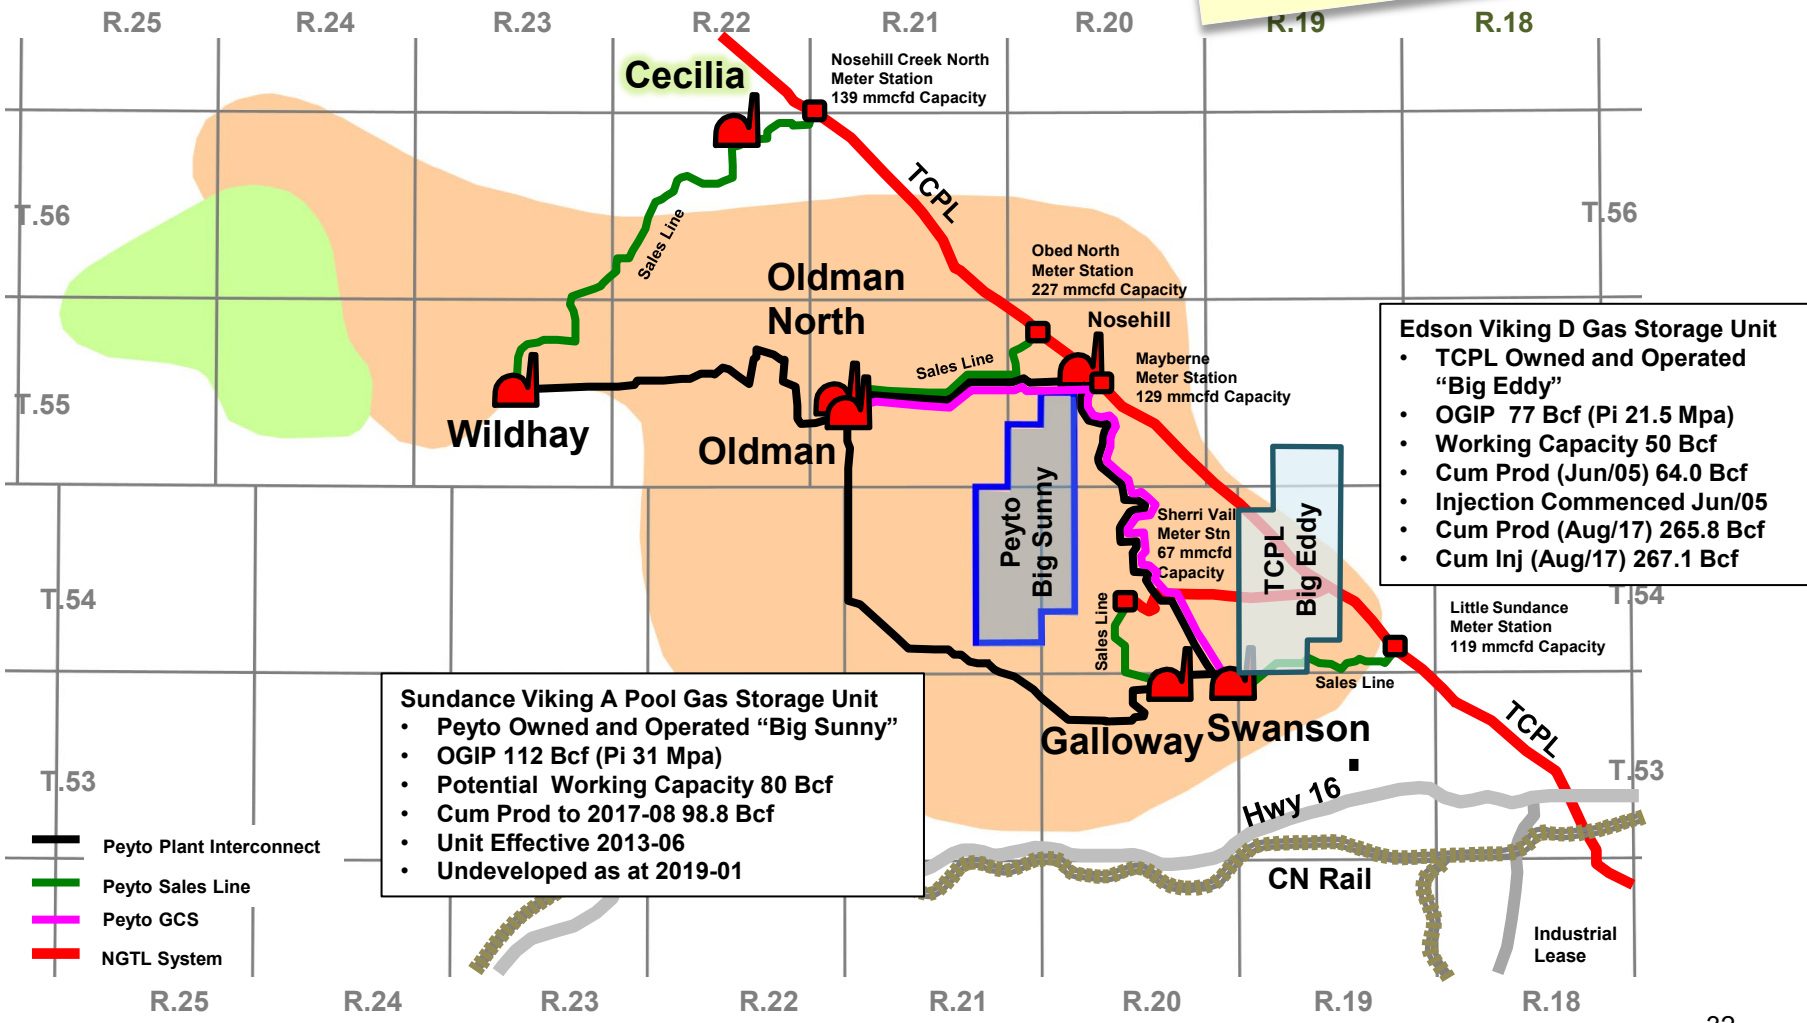 R.25 R.24 R.23 R.22 R.21 R.20 R.19 R.18
Cecilia
Nosehill Creek North
Meter Station
139 mmcfd Capacity
TCPL
T.56 T.56
Sales Line
Obed North
Meter Station
227 mmcfd Capacity
Oldman
North
Nosehill
Sales Line
Mayberne
Meter Station
129 mmcfd Capacity
T.55
Wildhay
Oldman
Edson Viking D Gas Storage Unit
• TCPL Owned and Operated
“Big Eddy”
• OGIP 77 Bcf (Pi 21.5 Mpa)
• Working Capacity 50 Bcf
• Cum Prod (Jun/05) 64.0 Bcf
• Injection Commenced Jun/05
• Cum Prod (Aug/17) 265.8 Bcf
• Cum Inj (Aug/17) 267.1 Bcf
Peyto
Big Sunny
Sherri Vail
Meter Stn
67 mmcfd
Capacity
TCPL
Big Eddy
T.54 T.54
Sales Line
Little Sundance
Meter Station
119 mmcfd Capacity
Sales Line
Galloway Swanson
TCPL
Sundance Viking A Pool Gas Storage Unit
• Peyto Owned and Operated “Big Sunny”
• OGIP 112 Bcf (Pi 31 Mpa)
• Potential Working Capacity 80 Bcf
• Cum Prod to 2017-08 98.8 Bcf
• Unit Effective 2013-06
• Undeveloped as at 2019-01
T.53 T.53
Hwy 16
CN Rail
Peyto Plant Interconnect
Peyto Sales Line
Peyto GCS
NGTL System
Industrial
Lease
R.25 R.24 R.23 R.22 R.21 R.20 R.19 R.18